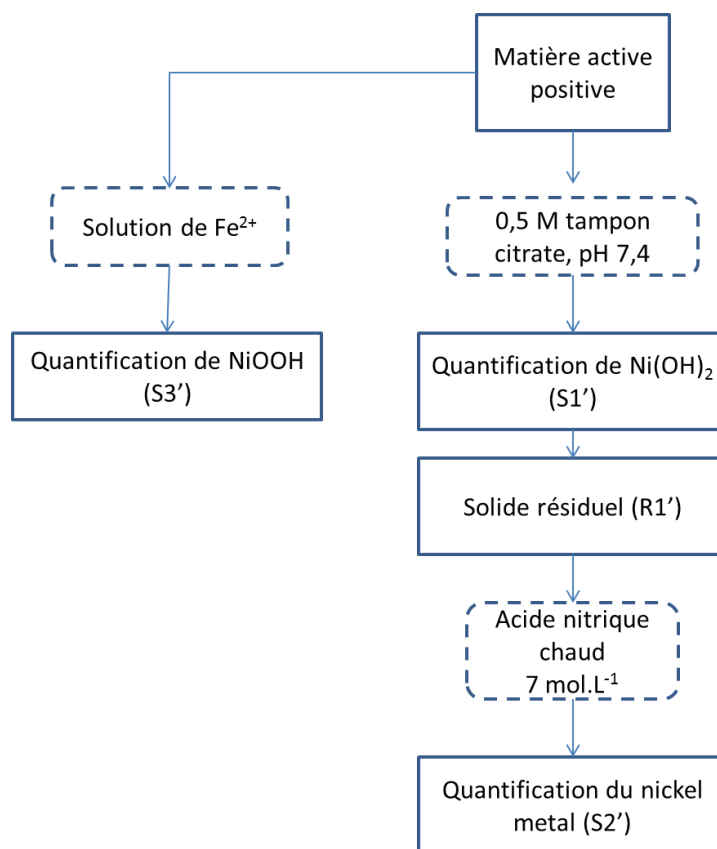 Matière active
positive
Solution de Fe²⁺
0,5 M tampon
citrate, pH 7,4
Quantification de NiOOH
(S3’)
Quantification de Ni(OH)₂
(S1’)
Solide résiduel (R1’)
Acide nitrique
chaud
7 mol.L⁻¹
Quantification du nickel
metal (S2’)